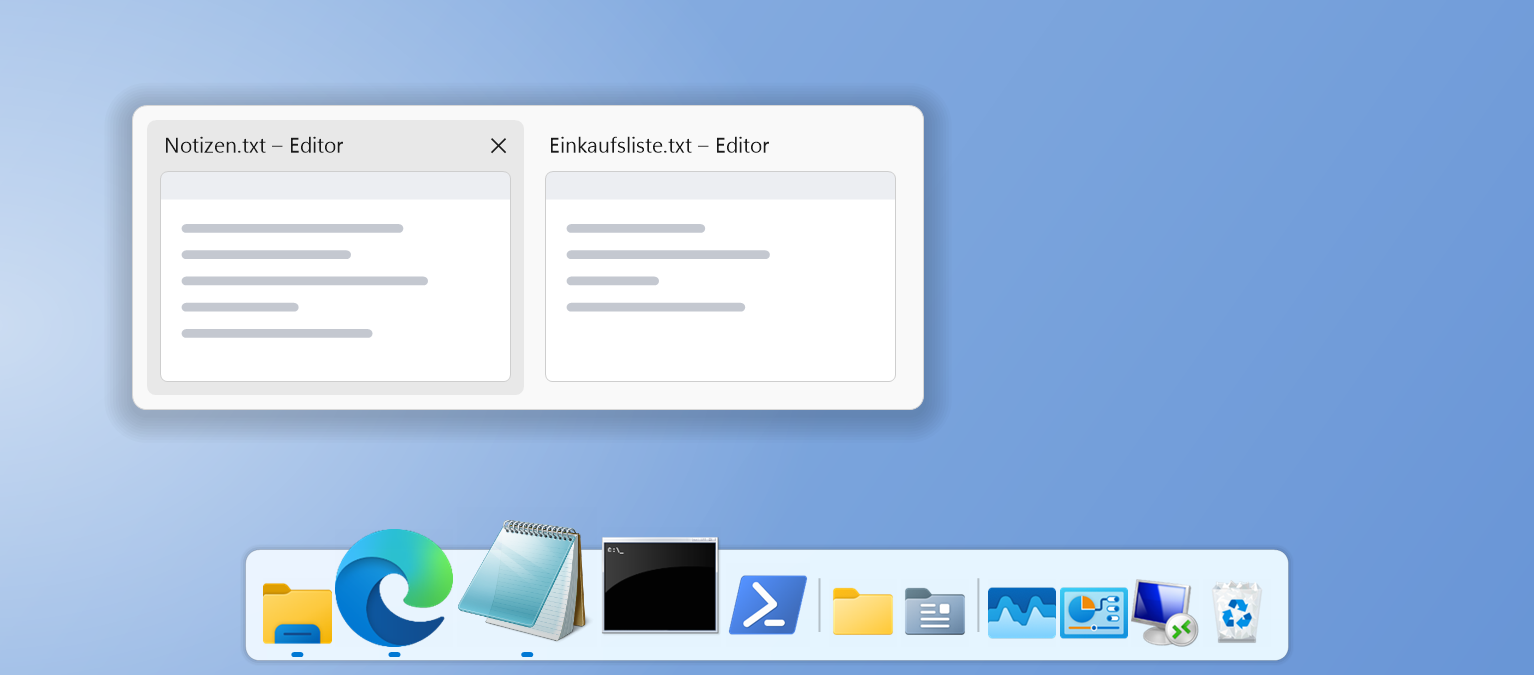 Notizen.txt – Editor
Einkaufsliste.txt – Editor
C:\_